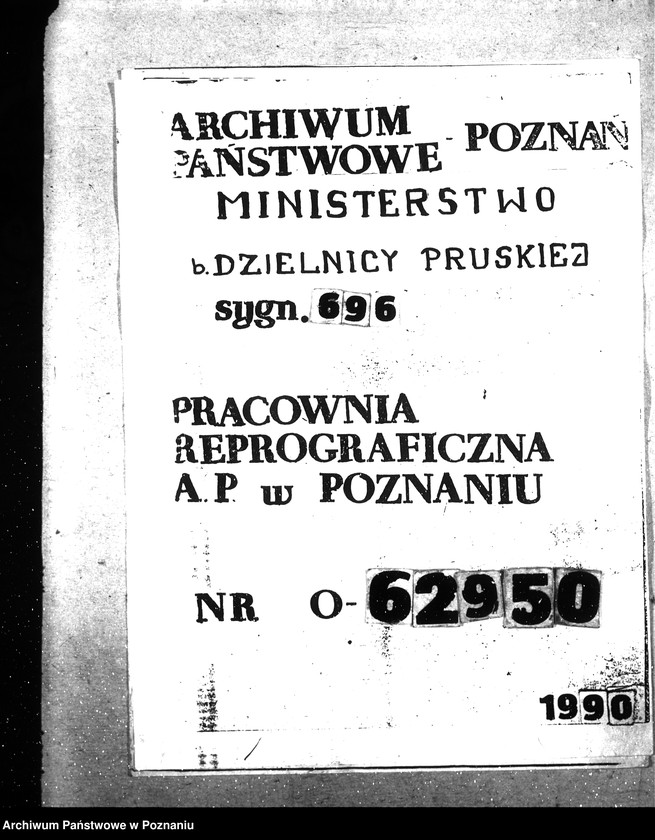 ARCHIWUM
PAŃSTWOWE - POZNAŃ
MINISTERSTWO
b. DZIELNICY PRUSKIEJ
sygn. 696
PRACOWNIA
REPROGRAFICZNA
A.P. w POZNANIU
NR O-62950
1990
Archiwum Państwowe w Poznaniu